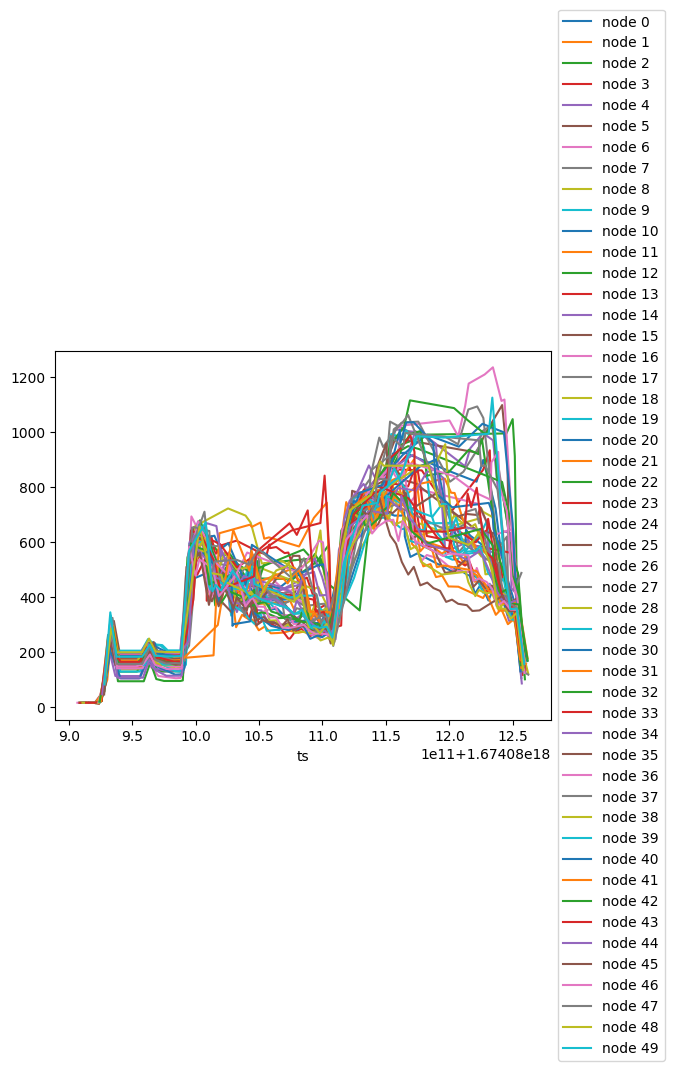 1200
1000
800
600
400
200
0
9.0 9.5 10.0 10.5 11.0 11.5 12.0 12.5
ts
1e11+1.67408e18
node 0
node 1
node 2
node 3
node 4
node 5
node 6
node 7
node 8
node 9
node 10
node 11
node 12
node 13
node 14
node 15
node 16
node 17
node 18
node 19
node 20
node 21
node 22
node 23
node 24
node 25
node 26
node 27
node 28
node 29
node 30
node 31
node 32
node 33
node 34
node 35
node 36
node 37
node 38
node 39
node 40
node 41
node 42
node 43
node 44
node 45
node 46
node 47
node 48
node 49